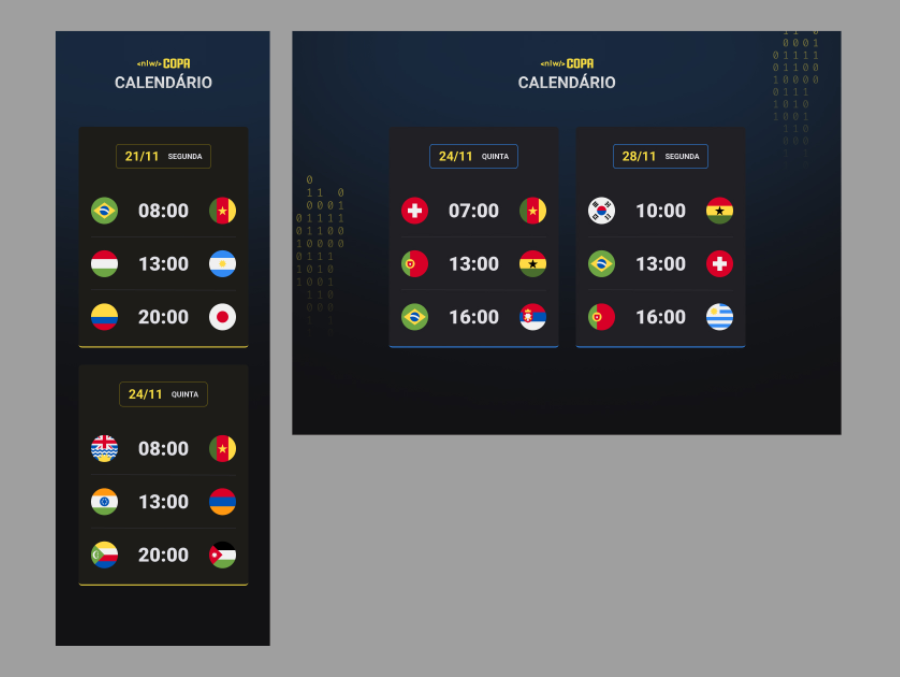 <nlw/> COPA
CALENDÁRIO
21/11 SEGUNDA
08:00
13:00
20:00
24/11 QUINTA
08:00
13:00
20:00
<nlw/> COPA
CALENDÁRIO
24/11 QUINTA
07:00
13:00
16:00
28/11 SEGUNDA
10:00
13:00
16:00